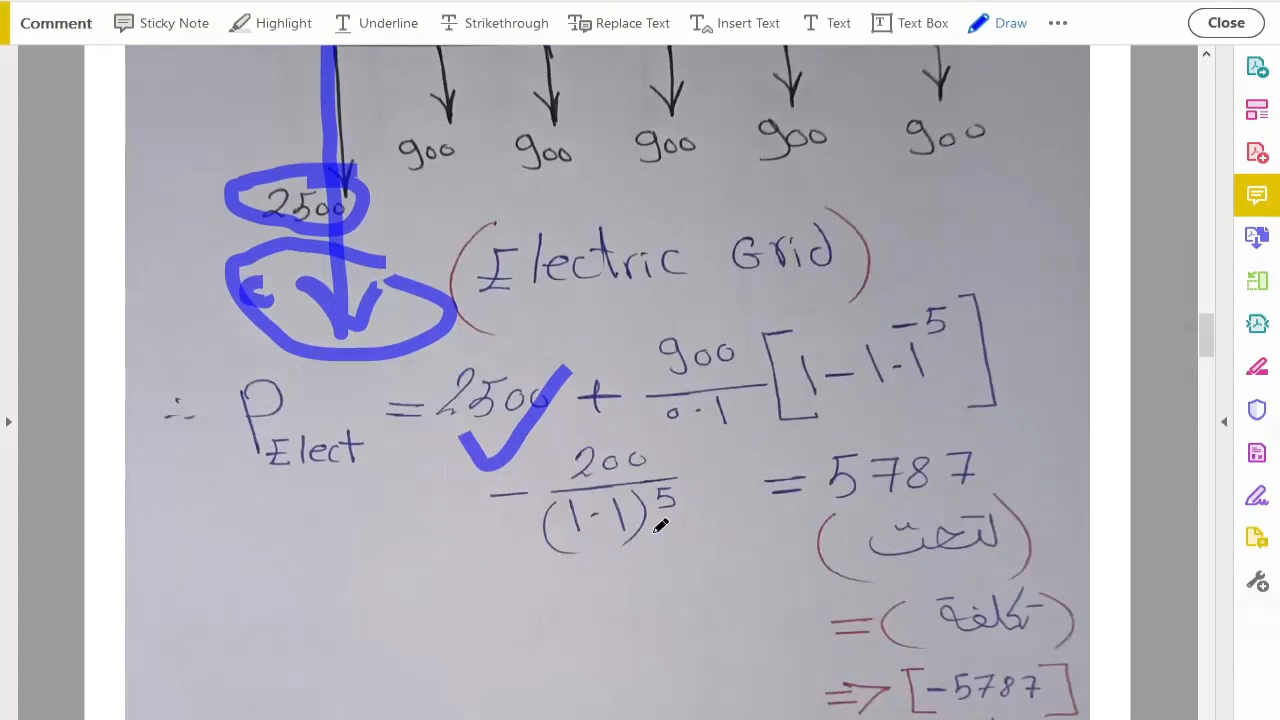 Comment Sticky Note Highlight Underline Strikethrough Replace Text Insert Text Text Text Box Draw Close
900 900 900 900 900
2500
(Electric Grid)
∴ P Elect = 2500 + 900/0.1 [1 - 1.1^-5]
- 200/(1.1)^5 = 5787
(لتحت)
= (تكلفة)
=> [-5787]